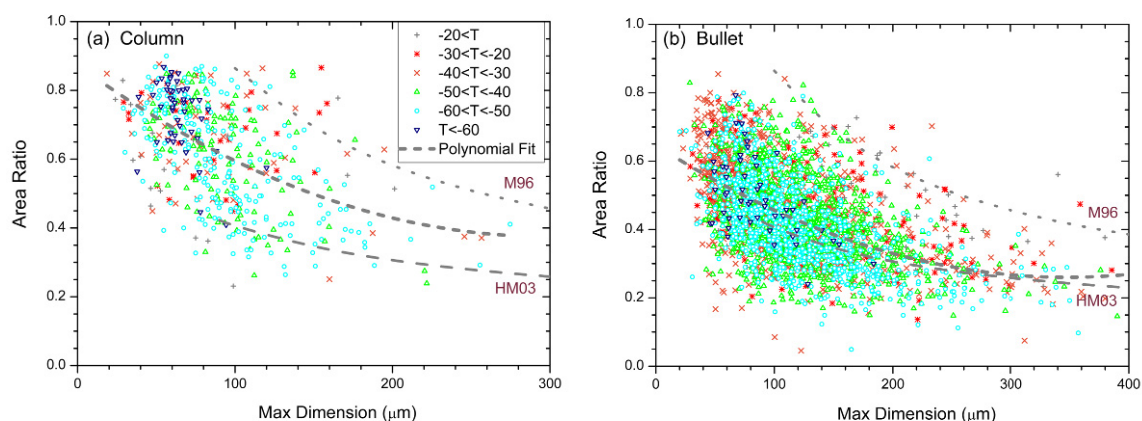 (a) Column
-20<T
-30<T<-20
-40<T<-30
-50<T<-40
-60<T<-50
T<-60
Polynomial Fit
M96
HM03
1.0
0.8
0.6
0.4
0.2
0.0
Area Ratio
0 100 200 300
Max Dimension (μm)
(b) Bullet
M96
HM03
1.0
0.8
0.6
0.4
0.2
0.0
Area Ratio
0 100 200 300 400
Max Dimension (μm)